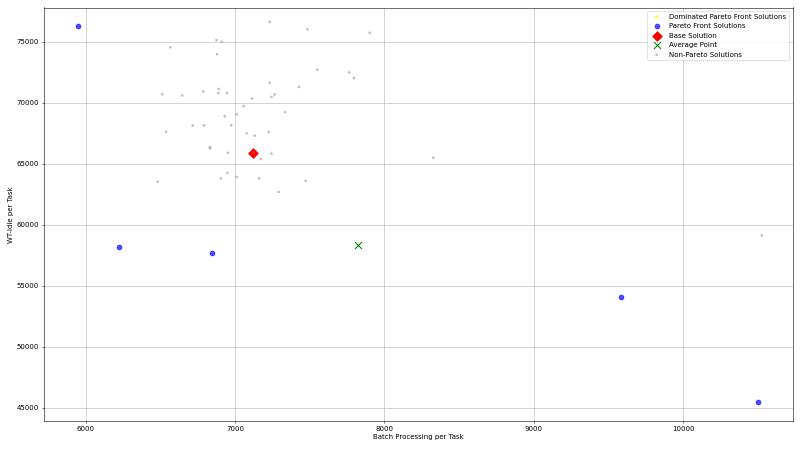 Dominated Pareto Front Solutions
Pareto Front Solutions
Base Solution
Average Point
Non-Pareto Solutions
75000
70000
65000
60000
55000
50000
45000
WT-Idle per Task
6000 7000 8000 9000 10000
Batch Processing per Task